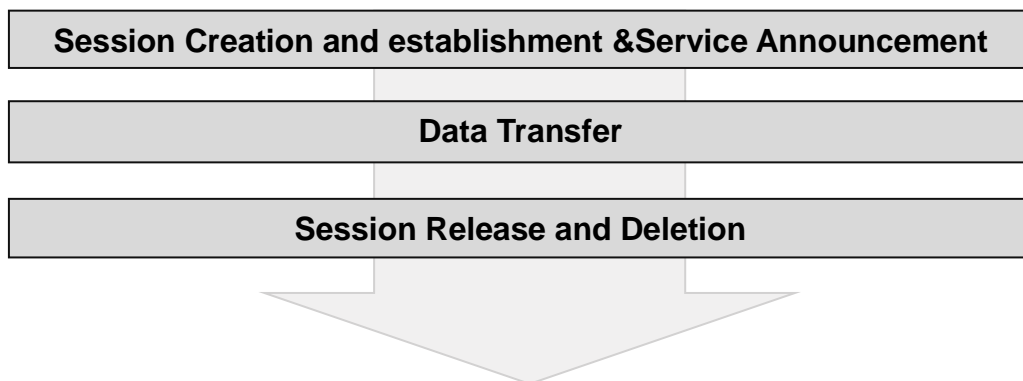 Session Creation and establishment &Service Announcement
Data Transfer
Session Release and Deletion